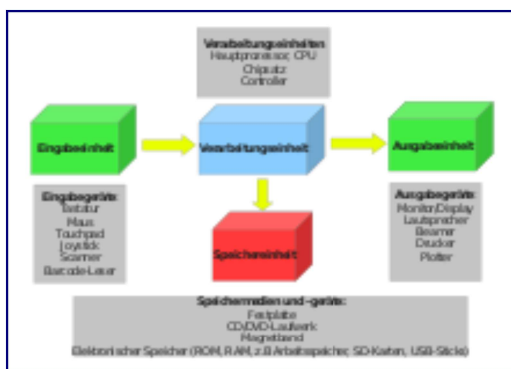 Verarbeitungseinheiten
Hauptprozessor, CPU
Chipsatz
Controller
Eingabeeinheit
Verarbeitungseinheit
Ausgabeeinheit
Eingabegeräte:
Tastatur
Maus
Touchpad
Joystick
Scanner
Barcode-Leser
Speichereinheit
Ausgabegeräte:
Monitor/Display
Lautsprecher
Beamer
Drucker
Plotter
Speichermedien und -geräte:
Festplatte
CD/DVD-Laufwerk
Magnetband
Elektronischer Speicher (ROM, RAM, z.B Arbeitsspeicher, SD-Karten, USB-Sticks)